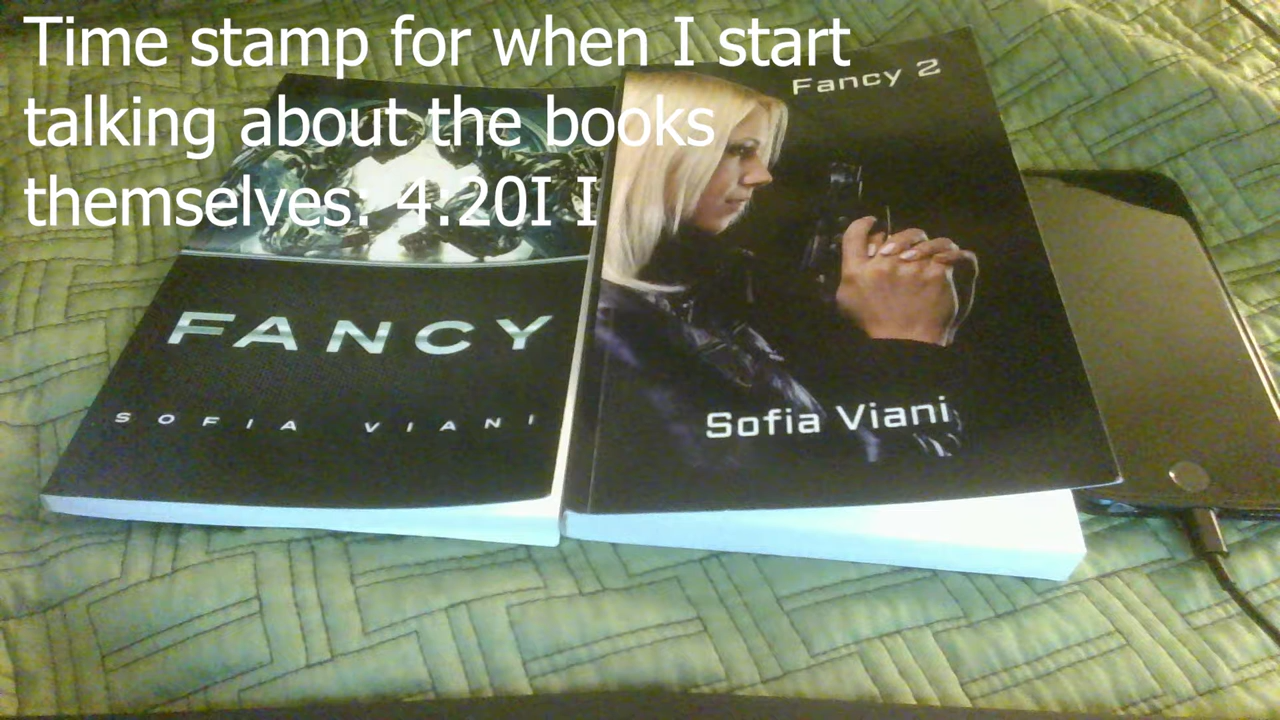 Time stamp for when I start
talking about the books
themselves: 4:20I I
Fancy 2
FANCY
SOFIA VIANI
Sofia Viani